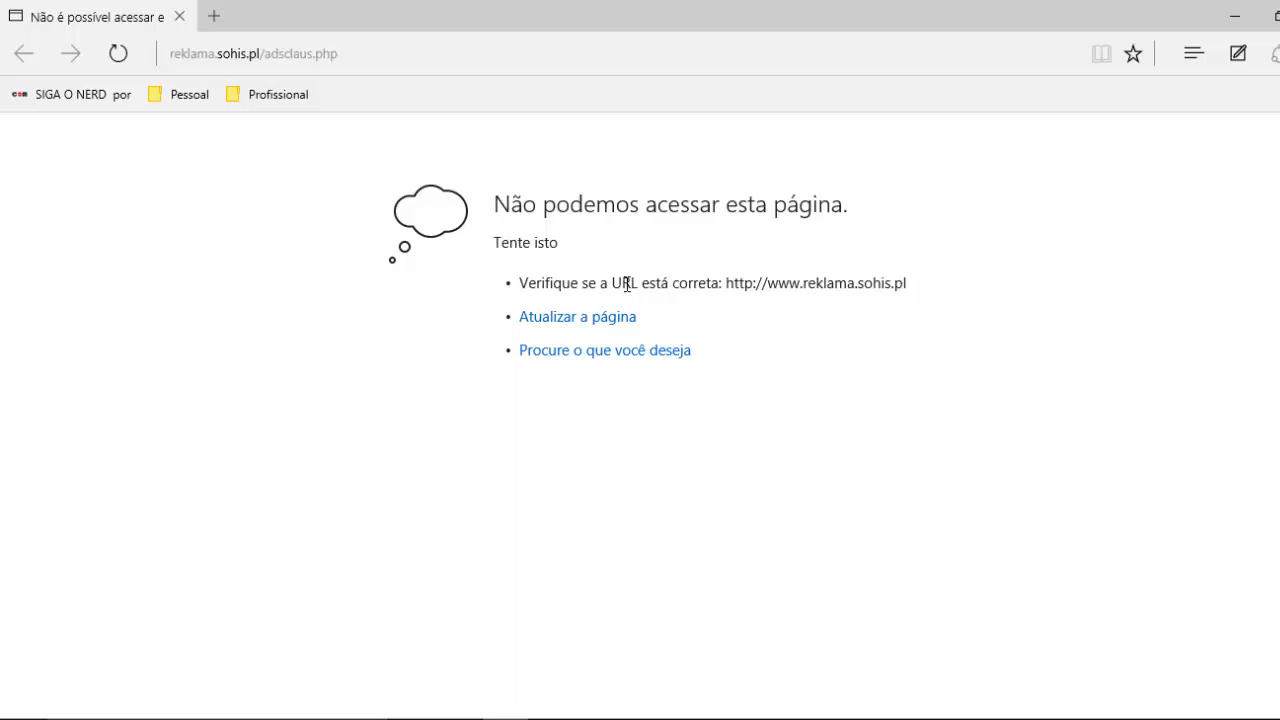 Não é possível acessar e
reklama.sohis.pl/adsclaus.php
SIGA O NERD por
Pessoal
Profissional
Não podemos acessar esta página.
Tente isto
• Verifique se a URL está correta: http://www.reklama.sohis.pl
• Atualizar a página
• Procure o que você deseja